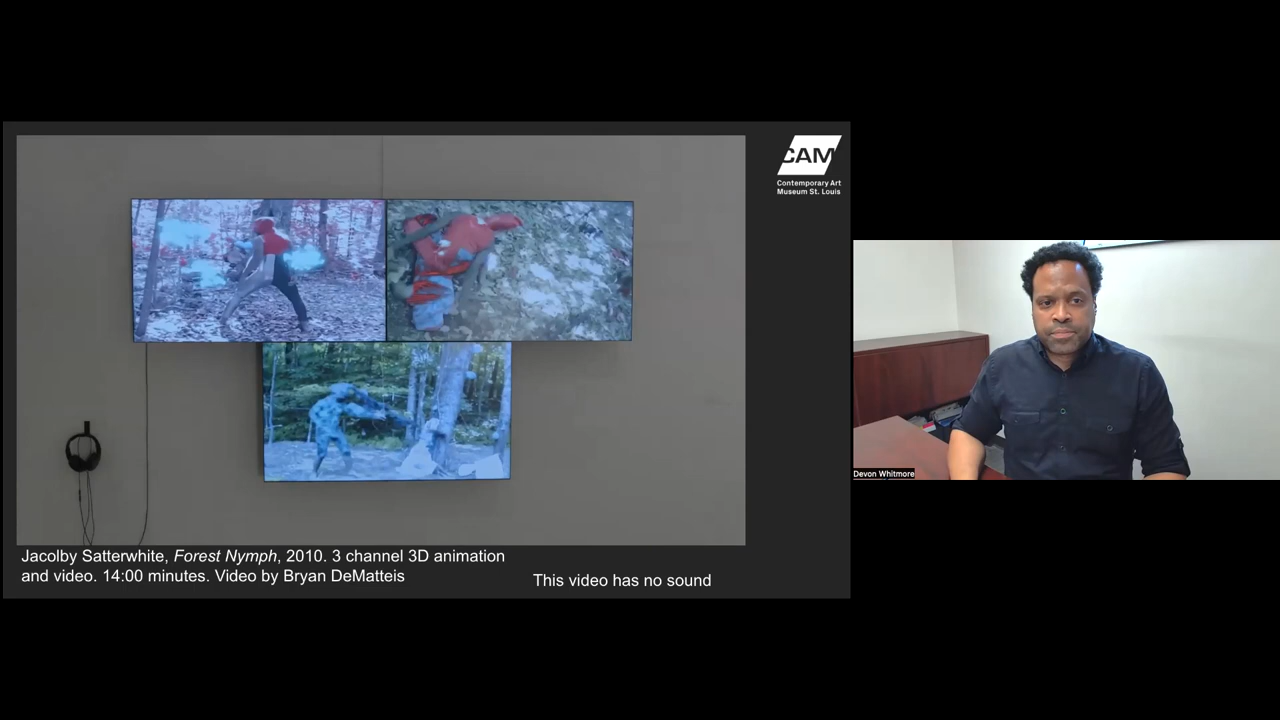 CAM
Contemporary Art
Museum St. Louis
Jacolby Satterwhite, Forest Nymph, 2010. 3 channel 3D animation
and video. 14:00 minutes. Video by Bryan DeMatteis
This video has no sound
Devon Whitmore